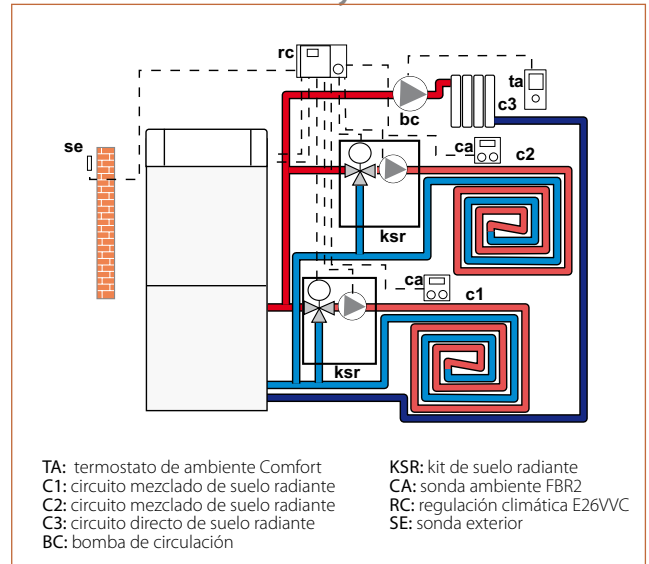 rc
ta
bc
c3
se
ca
c2
ksr
ca
c1
ksr
TA: termostato de ambiente Comfort
C1: circuito mezclado de suelo radiante
C2: circuito mezclado de suelo radiante
C3: circuito directo de suelo radiante
BC: bomba de circulación
KSR: kit de suelo radiante
CA: sonda ambiente FBR2
RC: regulación climática E26VVC
SE: sonda exterior